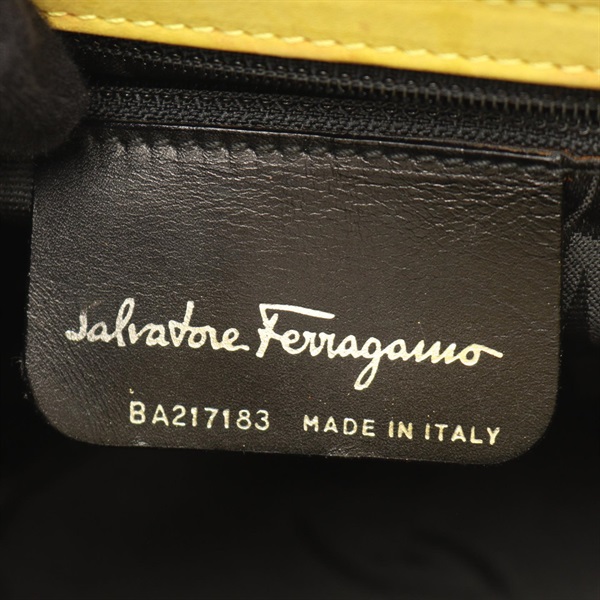 Salvatore Ferragamo
BA217183 MADE IN ITALY